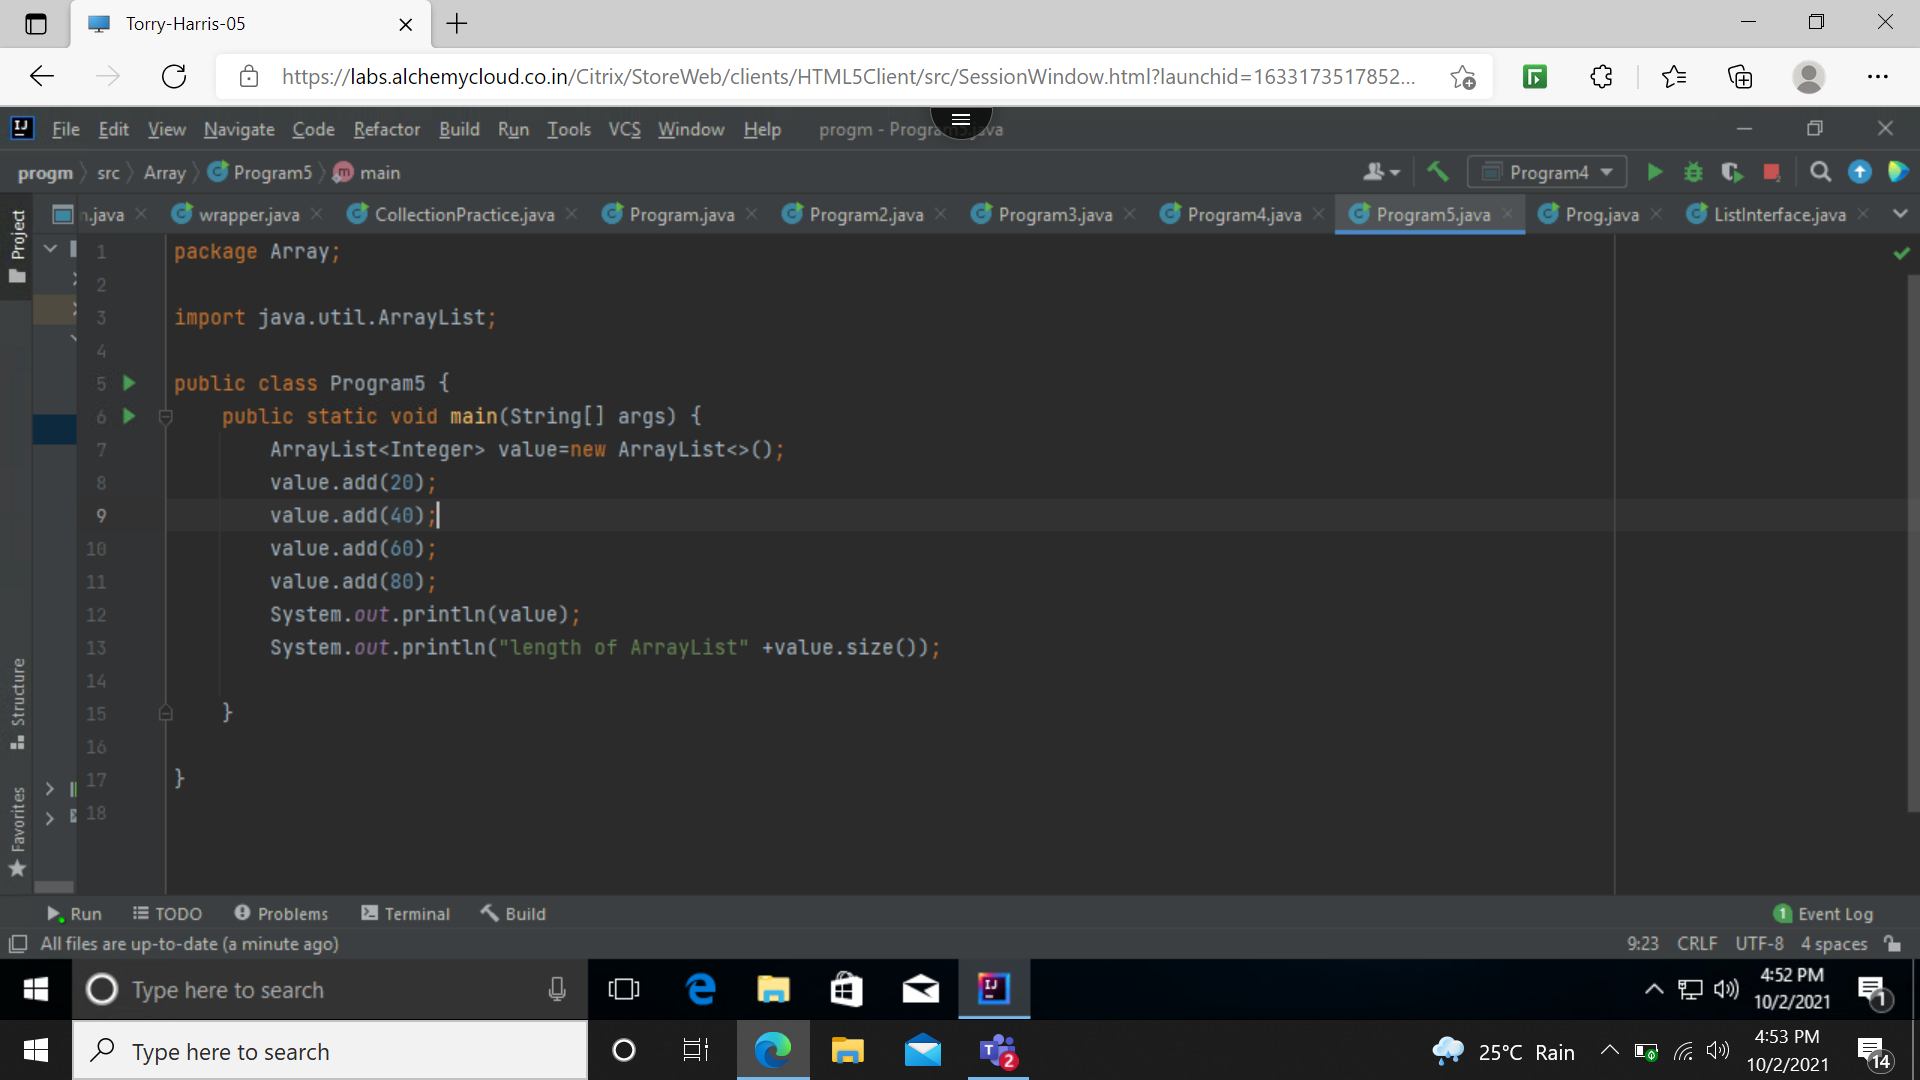 Torry-Harris-05
https://labs.alchemycloud.co.in/Citrix/StoreWeb/clients/HTML5Client/src/SessionWindow.html?launchid=1633173517852...
File Edit View Navigate Code Refactor Build Run Tools VCS Window Help progm - Program5.java
progm src Array Program5 main Program4
n.java wrapper.java CollectionPractice.java Program.java Program2.java Program3.java Program4.java Program5.java Prog.java ListInterface.java
Project
1 package Array;
2
3 import java.util.ArrayList;
4
5 public class Program5 {
6 public static void main(String[] args) {
7 ArrayList<Integer> value=new ArrayList<>();
8 value.add(20);
9 value.add(40);
10 value.add(60);
11 value.add(80);
12 System.out.println(value);
13 System.out.println("length of ArrayList" +value.size());
14
15 }
16
17 }
18
Structure
Favorites
Run TODO Problems Terminal Build 1 Event Log
All files are up-to-date (a minute ago) 9:23 CRLF UTF-8 4 spaces
Type here to search 4:52 PM
10/2/2021 1
Type here to search 2 25°C Rain 4:53 PM
10/2/2021 14